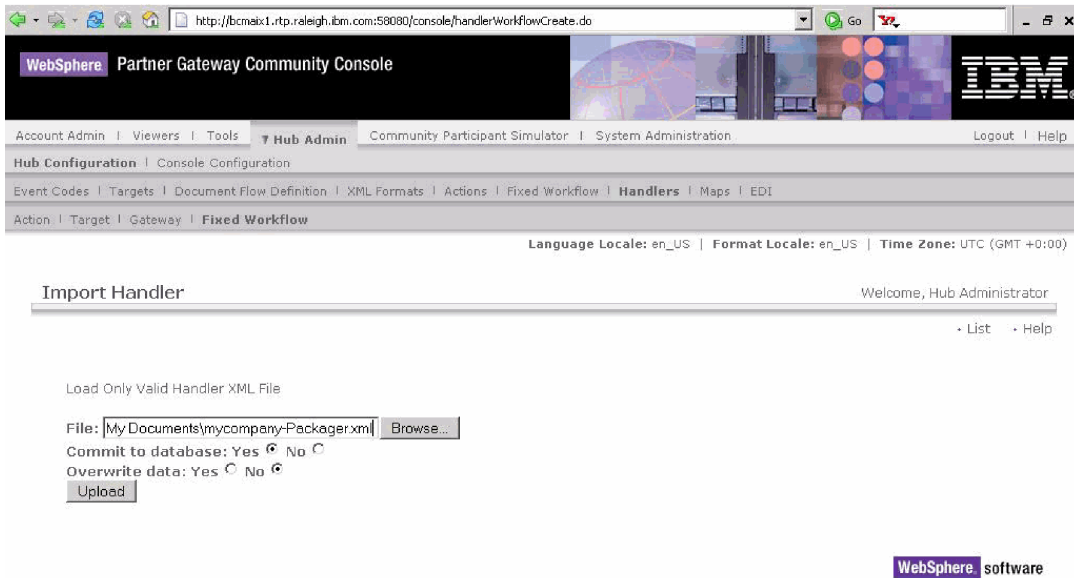 http://bcmaix1.rtp.raleigh.ibm.com:58080/console/handlerWorkflowCreate.do Go
WebSphere. Partner Gateway Community Console IBM®
Account Admin | Viewers | Tools Hub Admin Community Participant Simulator | System Administration Logout | Help
Hub Configuration | Console Configuration
Event Codes | Targets | Document Flow Definition | XML Formats | Actions | Fixed Workflow | Handlers | Maps | EDI
Action | Target | Gateway | Fixed Workflow
Language Locale: en_US | Format Locale: en_US | Time Zone: UTC (GMT +0:00)
Import Handler Welcome, Hub Administrator
• List • Help
Load Only Valid Handler XML File
File: My Documents\mycompany-Packager.xml Browse...
Commit to database: Yes No
Overwrite data: Yes No
Upload
WebSphere. software